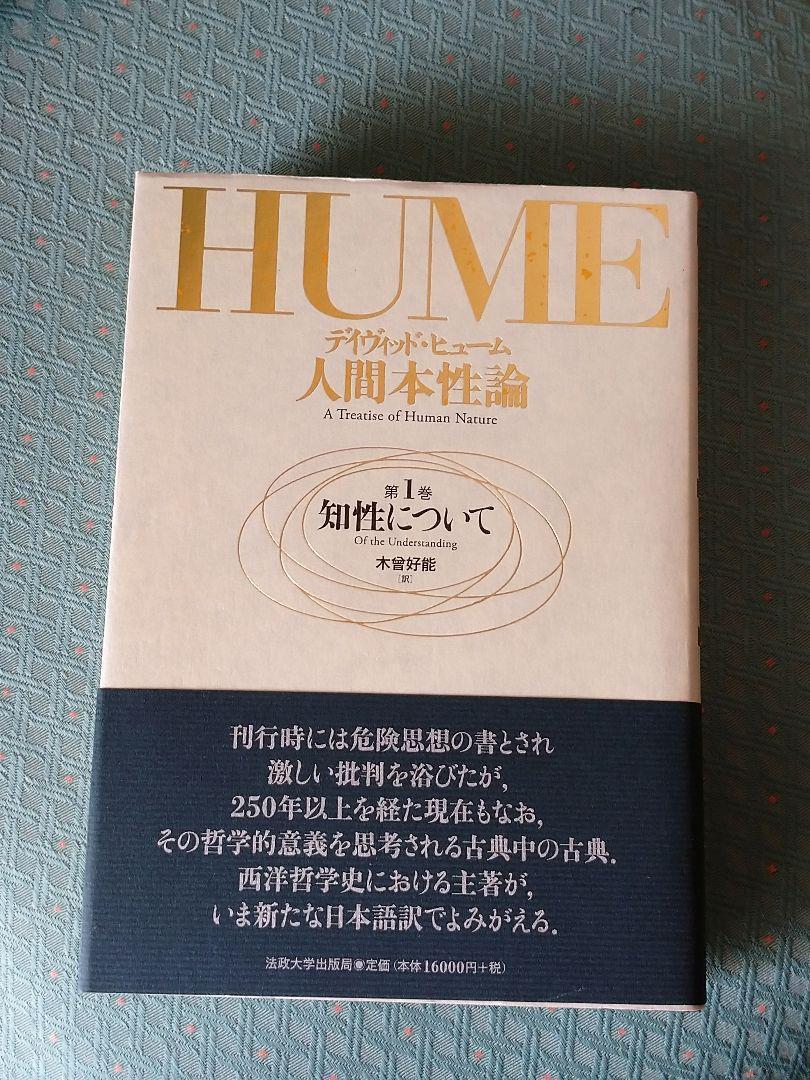 HUME
デイヴィッド・ヒューム
人間本性論
A Treatise of Human Nature
第1巻
知性について
Of the Understanding
木曾好能
[訳]
刊行時には危険思想の書とされ
激しい批判を浴びたが,
250年以上を経た現在もなお,
その哲学的意義を思考される古典中の古典.
西洋哲学史における主著が,
いま新たな日本語訳でよみがえる.
法政大学出版局◉定価(本体16000円+税)